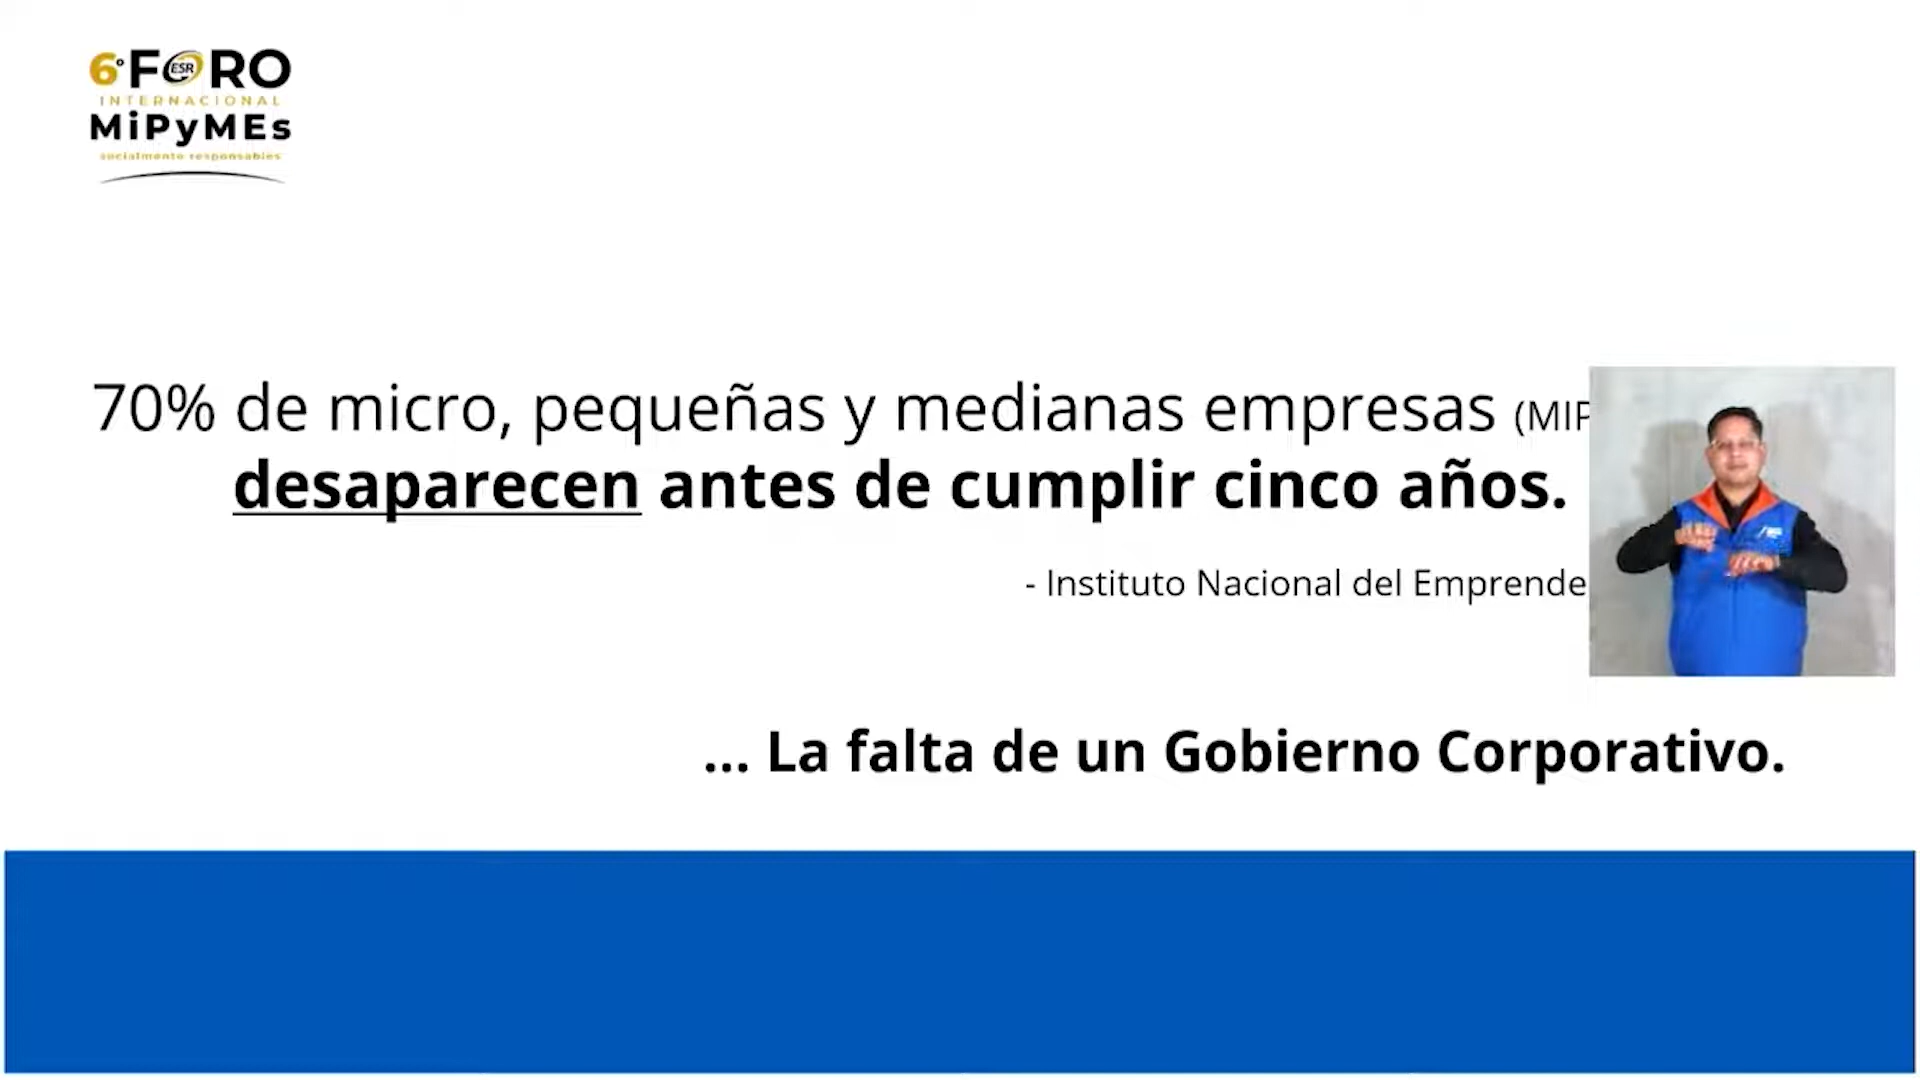 6° FORO
ESR
INTERNACIONAL
MiPyMEs
socialmente responsables
70% de micro, pequeñas y medianas empresas (MIP
desaparecen antes de cumplir cinco años.
- Instituto Nacional del Emprende
... La falta de un Gobierno Corporativo.